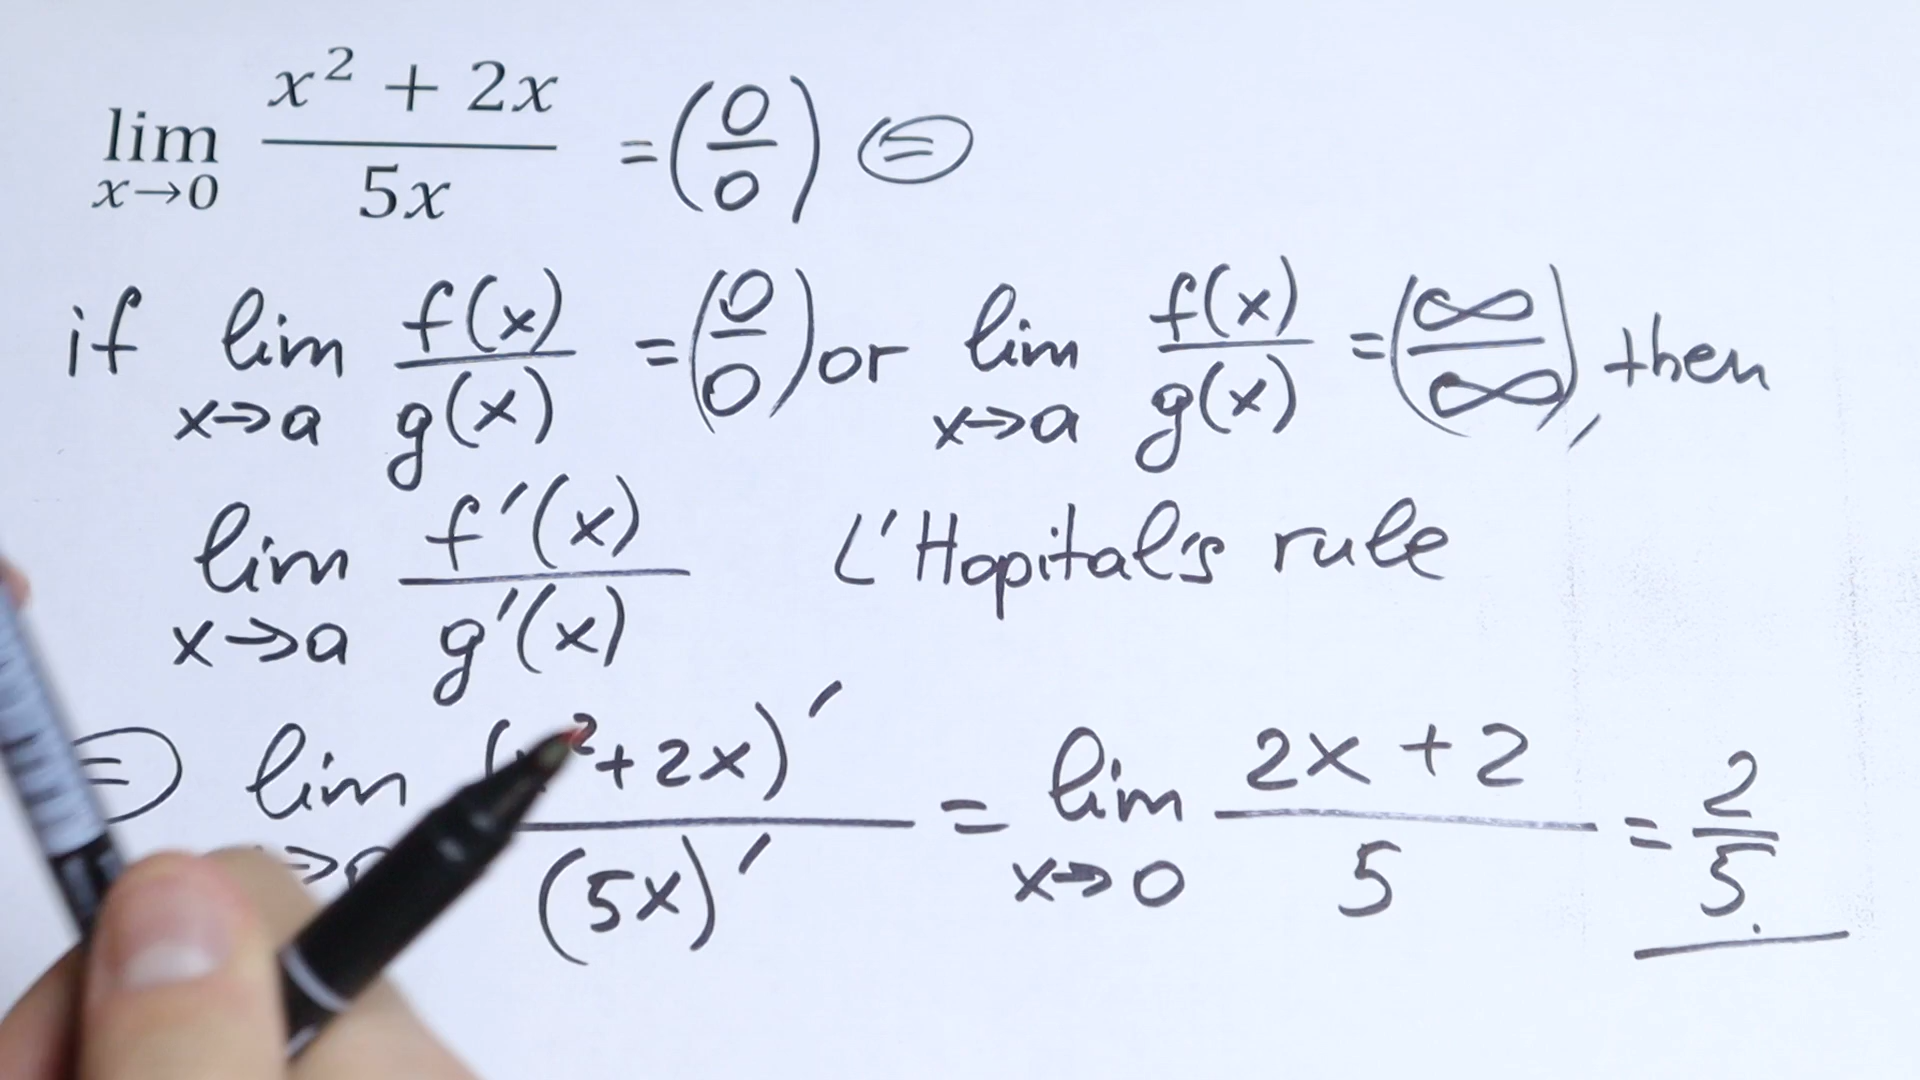 lim x→0 (x² + 2x)/(5x) = (0/0) ⊜
if lim x→a f(x)/g(x) = (0/0) or lim x→a f(x)/g(x) = (∞/∞), then
lim x→a f'(x)/g'(x) L'Hopital's rule
⊜ lim (x²+2x)'/(5x)' = lim x→0 (2x+2)/5 = 2/5.